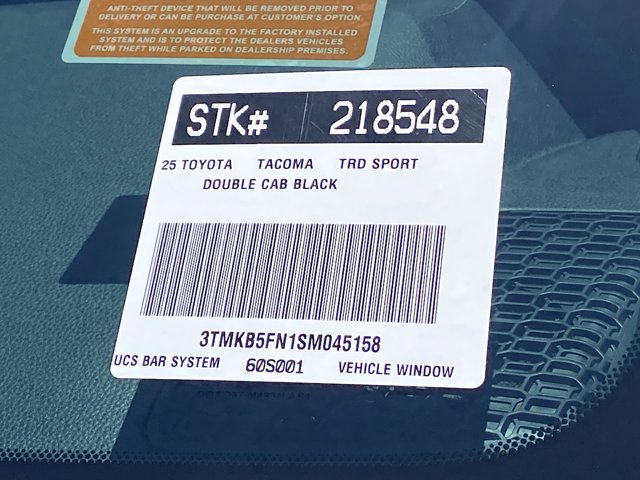 ANTI-THEFT DEVICE THAT WILL BE REMOVED PRIOR TO
DELIVERY OR CAN BE PURCHASE AT CUSTOMER'S OPTION
THIS SYSTEM IS AN UPGRADE TO THE FACTORY INSTALLED
SYSTEM AND IS TO PROTECT THE DEALERS VEHICLES
FROM THEFT WHILE PARKED ON DEALERSHIP PREMISES.
STK# 218548
25 TOYOTA TACOMA TRD SPORT
DOUBLE CAB BLACK
3TMKB5FN1SM045158
UCS BAR SYSTEM 60S001 VEHICLE WINDOW